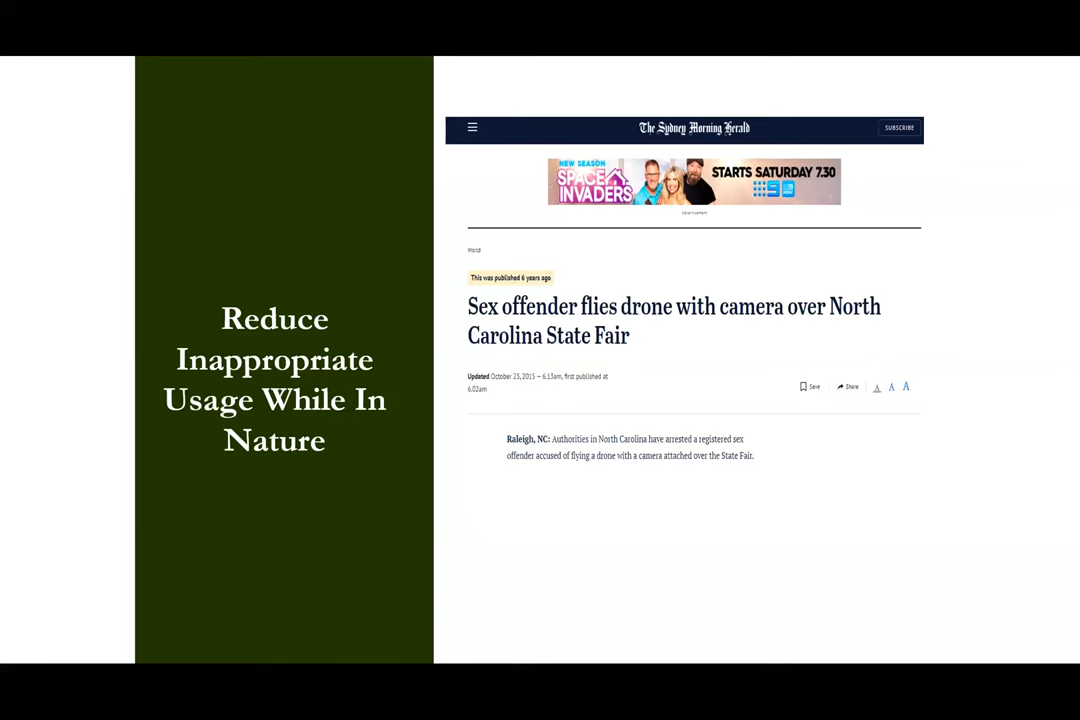 Reduce
Inappropriate
Usage While In
Nature
The Sydney Morning Herald
SUBSCRIBE
NEW SEASON
SPACE
INVADERS
STARTS SATURDAY 7.30
Advertisement
World
This was published 6 years ago
Sex offender flies drone with camera over North
Carolina State Fair
Updated October 23, 2015 — 6.13am, first published at
6.02am
Save
Share
A A A
Raleigh, NC: Authorities in North Carolina have arrested a registered sex
offender accused of flying a drone with a camera attached over the State Fair.